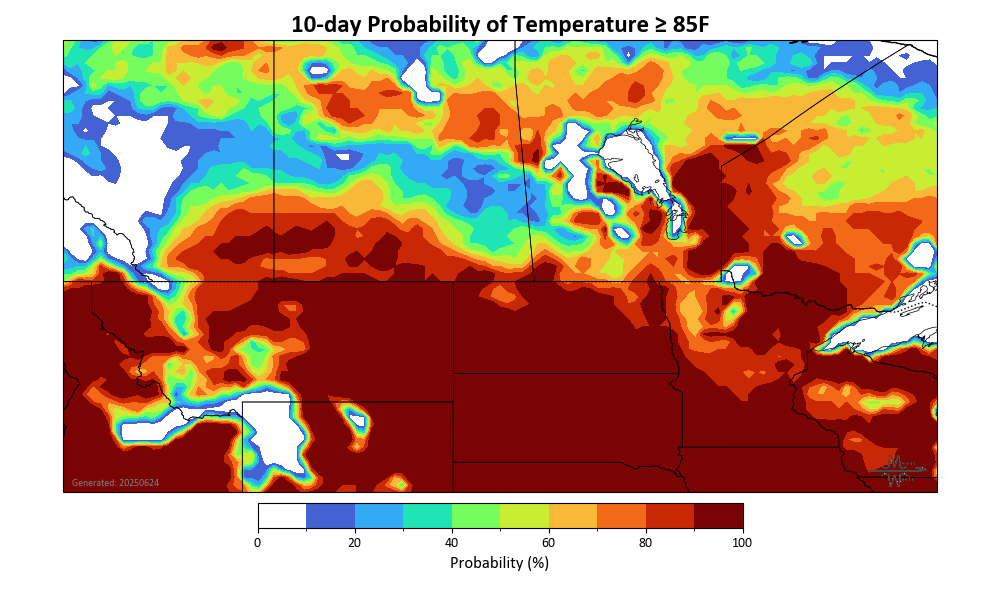 10-day Probability of Temperature ≥ 85F
Generated: 20250624
0 20 40 60 80 100
Probability (%)